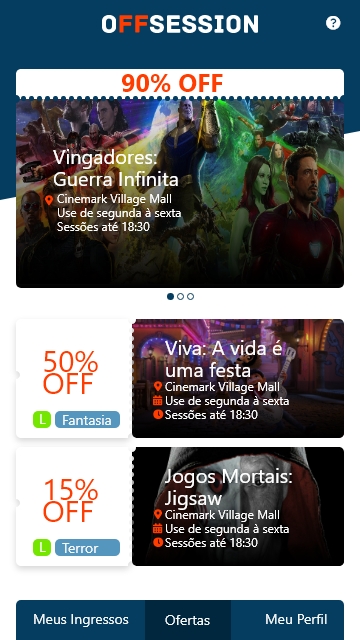 OFFSESSION
?
90% OFF
Vingadores:
Guerra Infinita
Cinemark Village Mall
Use de segunda à sexta
Sessões até 18:30
50%
OFF
L
Fantasia
Viva: A vida é
uma festa
Cinemark Village Mall
Use de segunda à sexta
Sessões até 18:30
15%
OFF
L
Terror
Jogos Mortais:
Jigsaw
Cinemark Village Mall
Use de segunda à sexta
Sessões até 18:30
Meus Ingressos
Ofertas
Meu Perfil